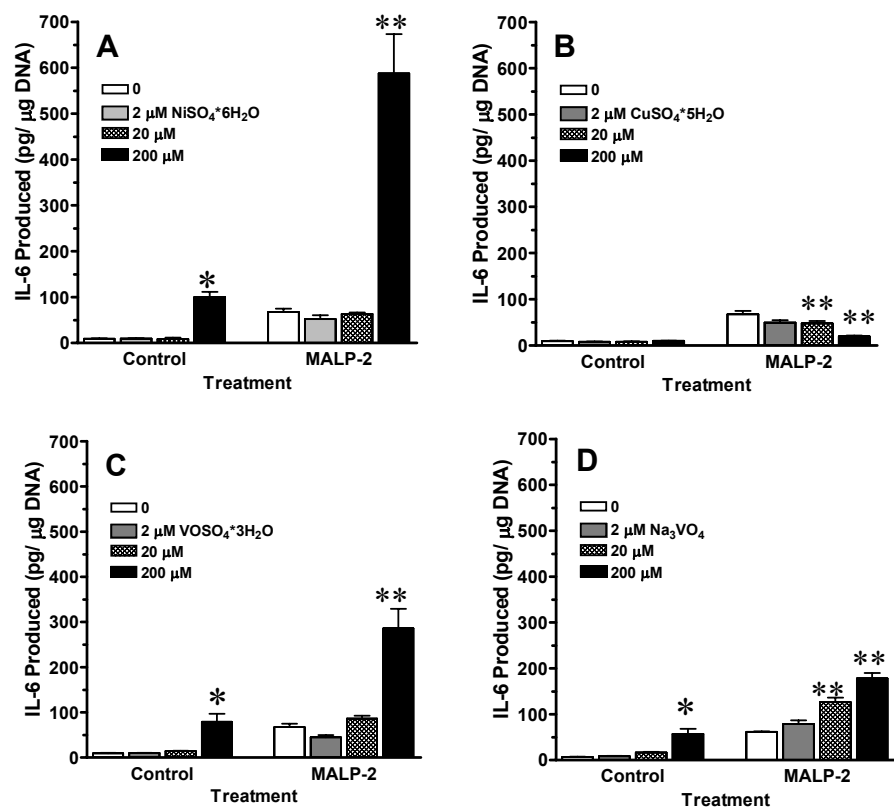 A
IL-6 Produced (pg/ μg DNA)
700
600
500
400
300
200
100
0
0
2 μM NiSO₄*6H₂O
20 μM
200 μM
*
**
Control
MALP-2
Treatment
B
IL-6 Produced (pg/ μg DNA)
700
600
500
400
300
200
100
0
0
2 μM CuSO₄*5H₂O
20 μM
200 μM
**
**
Control
MALP-2
Treatment
C
IL-6 Produced (pg/ μg DNA)
700
600
500
400
300
200
100
0
0
2 μM VOSO₄*3H₂O
20 μM
200 μM
*
**
Control
MALP-2
Treatment
D
IL-6 Produced (pg/ μg DNA)
700
600
500
400
300
200
100
0
0
2 μM Na₃VO₄
20 μM
200 μM
*
**
**
Control
MALP-2
Treatment